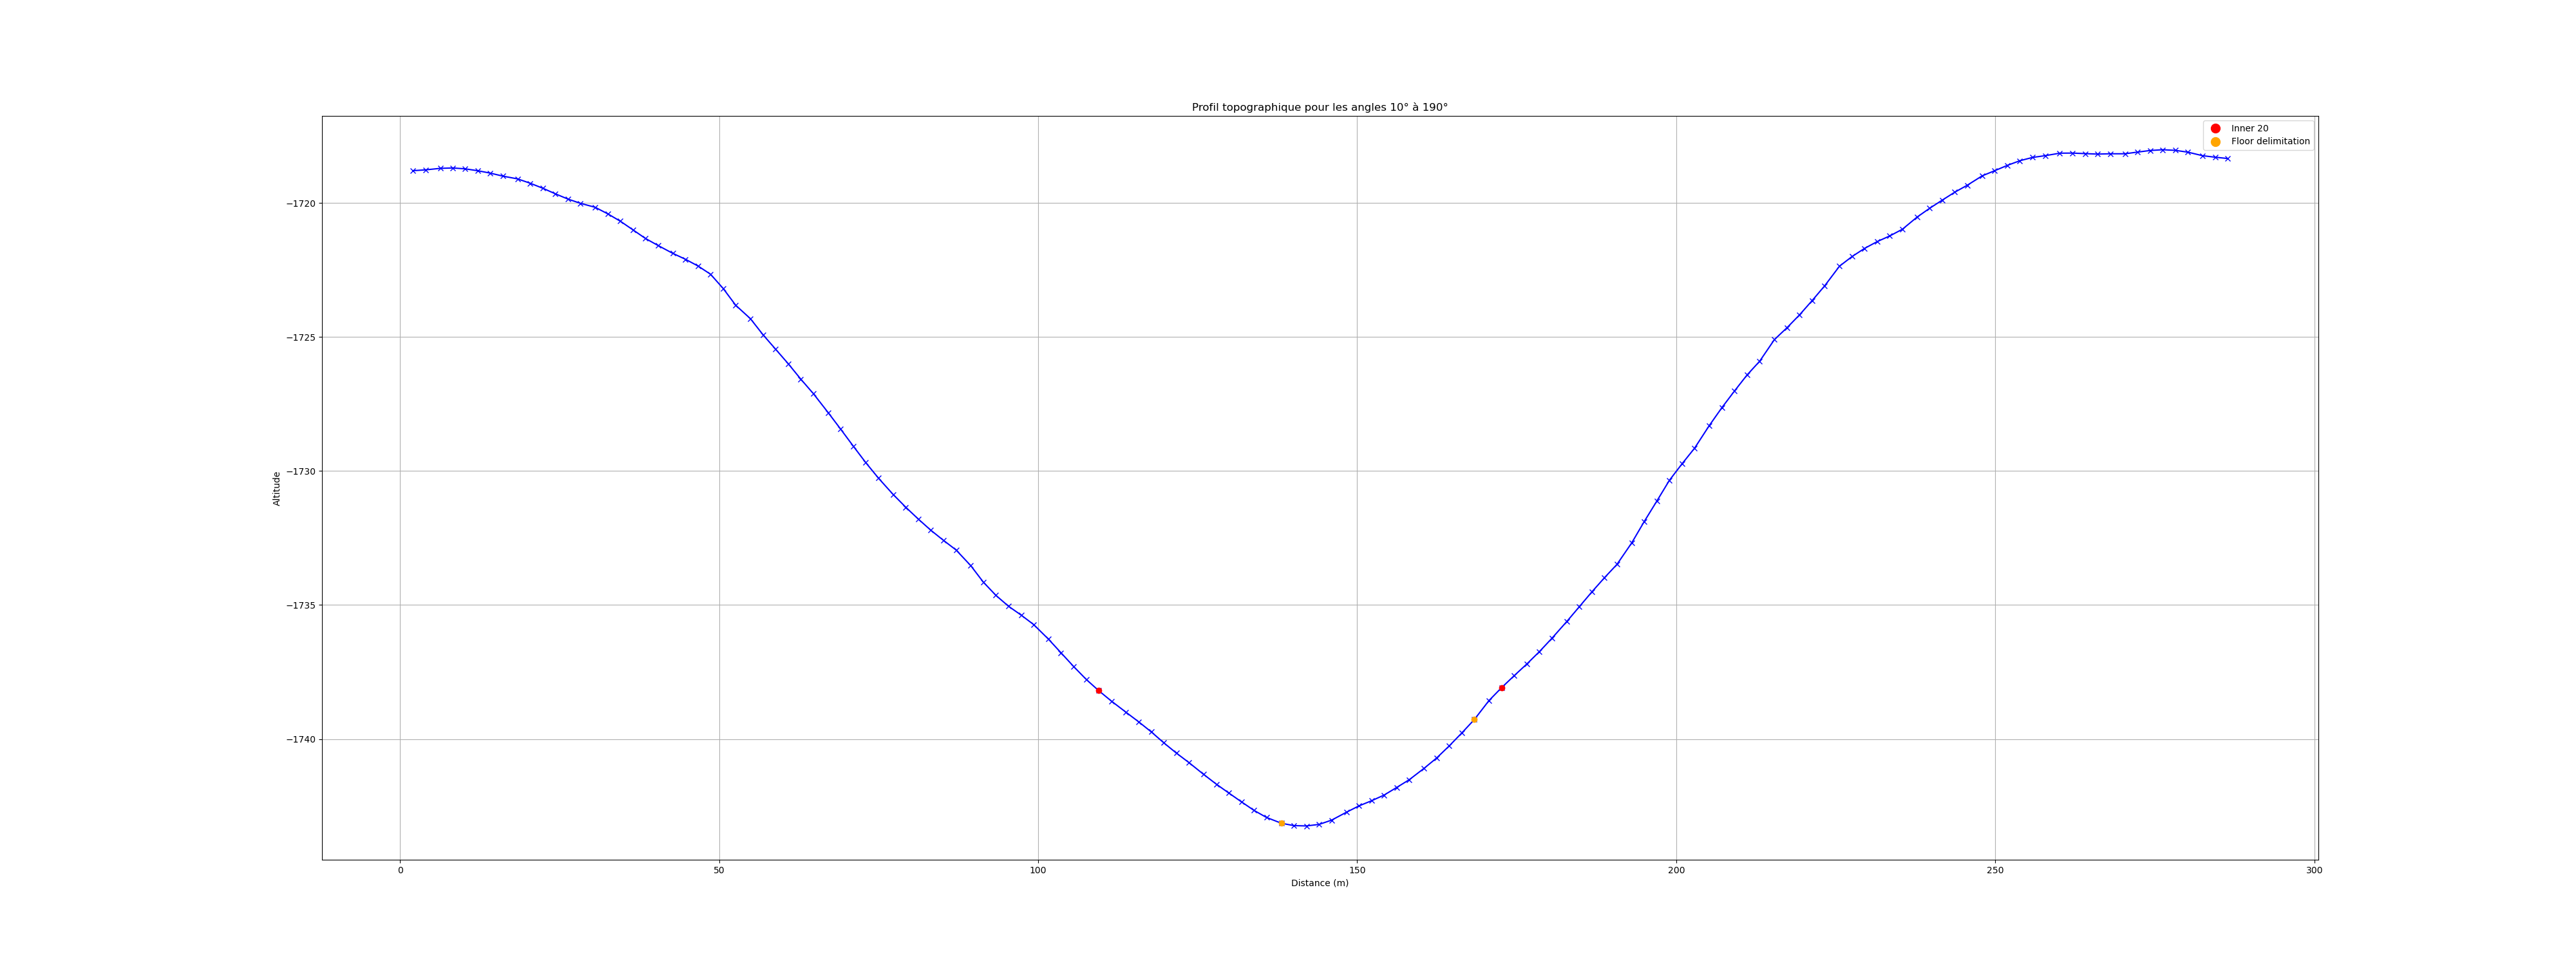 Profil topographique pour les angles 10° à 190°
Inner 20
Floor delimitation
−1720
−1725
−1730
−1735
−1740
Altitude
0 50 100 150 200 250 300
Distance (m)